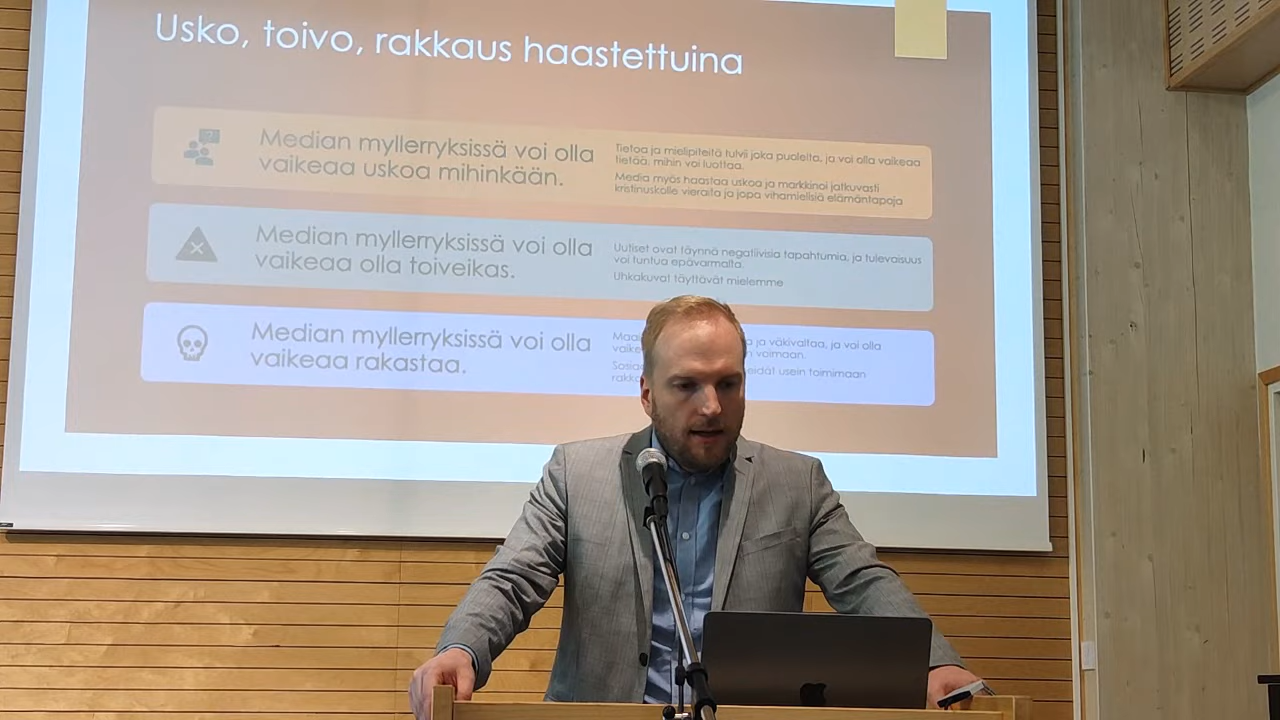 Usko, toivo, rakkaus haastettuina
Median myllerryksissä voi olla
vaikeaa uskoa mihinkään.
Tietoa ja mielipiteitä tulvii joka puolelta, ja voi olla vaikeaa
tietää, mihin voi luottaa.
Media myös haastaa uskoa ja markkinoi jatkuvasti
kristinuskolle vieraita ja jopa vihamielisiä elämäntapoja
Median myllerryksissä voi olla
vaikeaa olla toiveikas.
Uutiset ovat täynnä negatiivisia tapahtumia, ja tulevaisuus
voi tuntua epävarmalta.
Uhkakuvat täyttävät mielemme
Median myllerryksissä voi olla
vaikeaa rakastaa.
ja väkivaltaa, ja voi olla
voimaan.
usein toimimaan